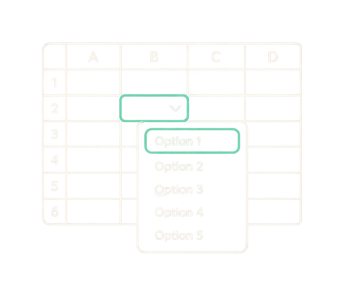 A B C D
1
2
3
4
5
6
Option 1
Option 2
Option 3
Option 4
Option 5